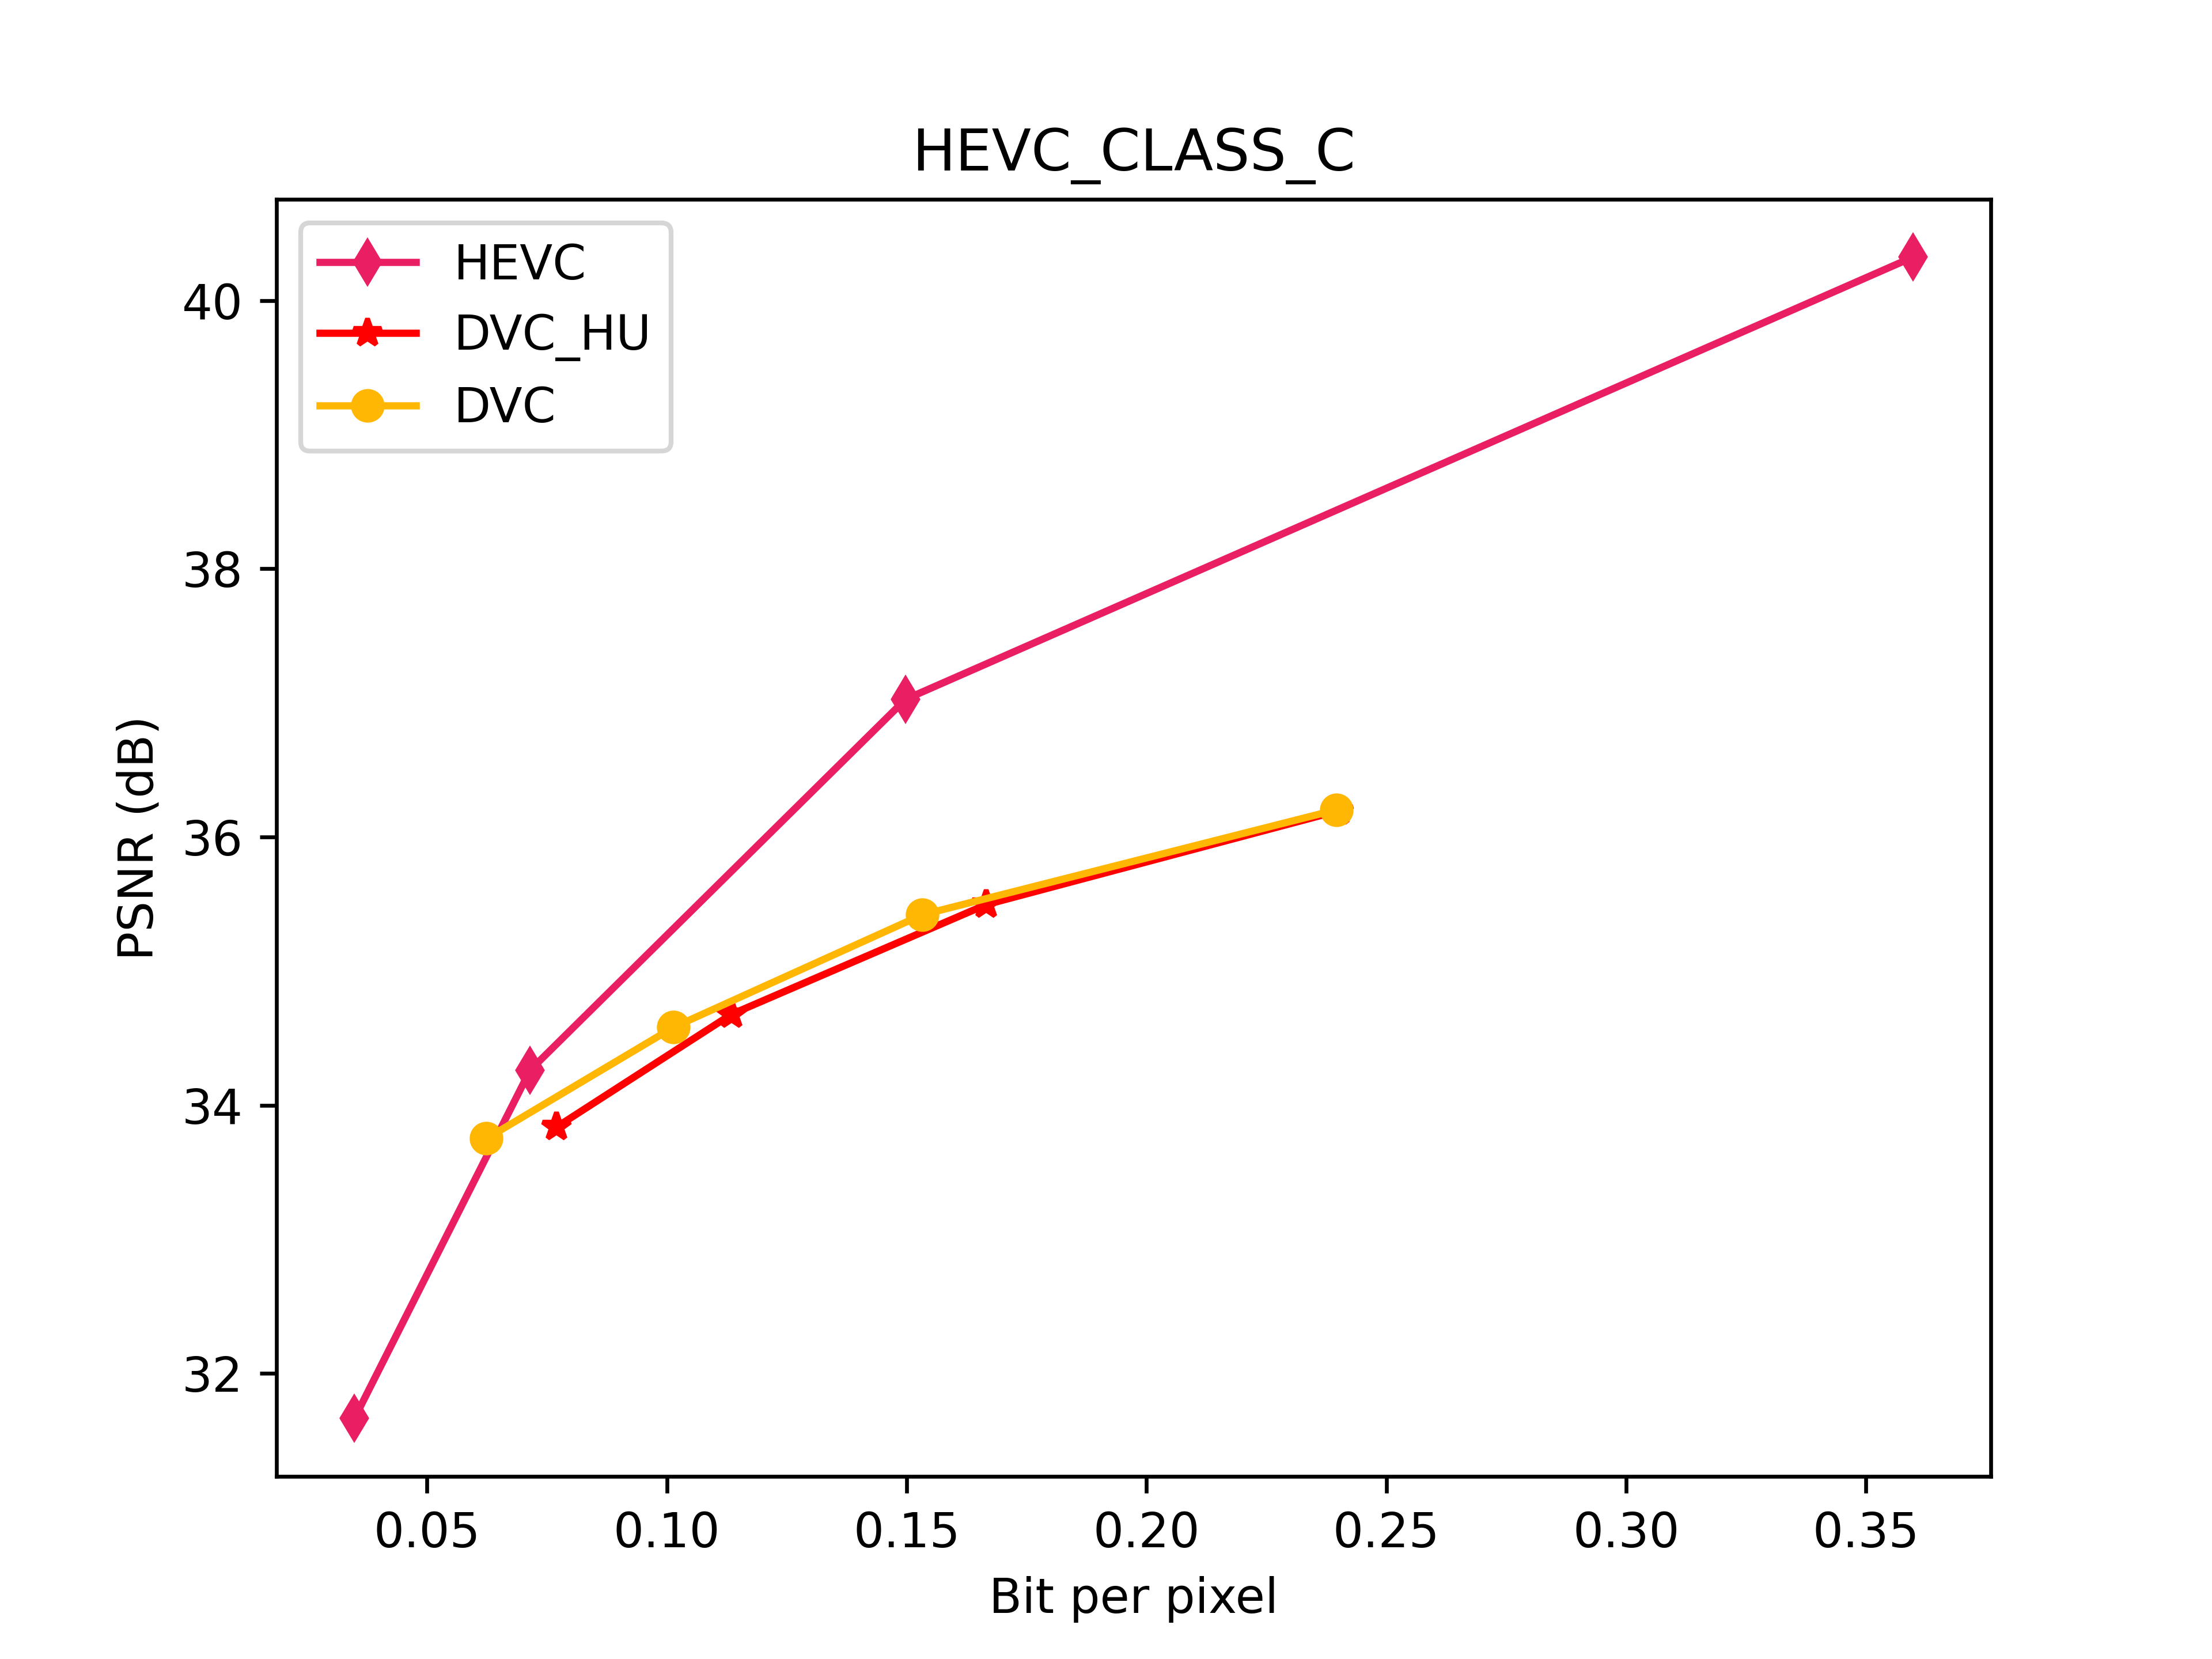 HEVC_CLASS_C
HEVC
DVC_HU
DVC
40
38
36
34
32
PSNR (dB)
0.05 0.10 0.15 0.20 0.25 0.30 0.35
Bit per pixel